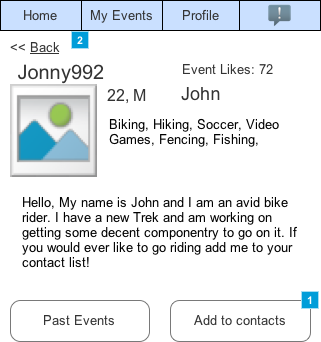 Home My Events Profile !
<< Back 2
Jonny992 Event Likes: 72
22, M John
Biking, Hiking, Soccer, Video
Games, Fencing, Fishing,
Hello, My name is John and I am an avid bike
rider. I have a new Trek and am working on
getting some decent componentry to go on it. If
you would ever like to go riding add me to your
contact list!
1
Past Events Add to contacts